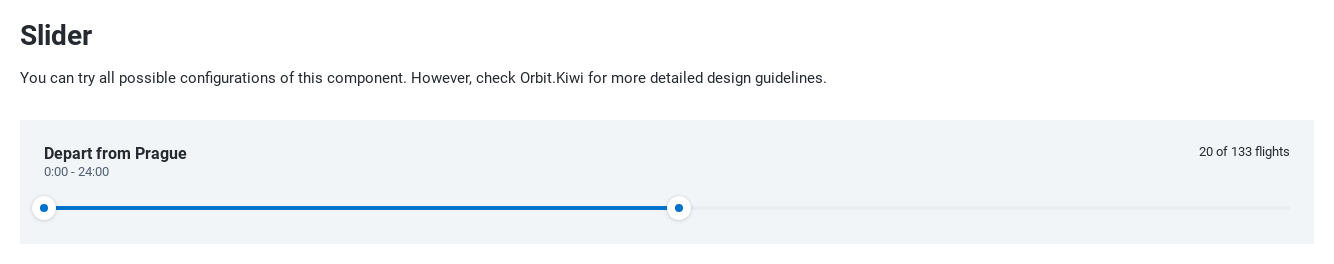 Slider
You can try all possible configurations of this component. However, check Orbit.Kiwi for more detailed design guidelines.
Depart from Prague
20 of 133 flights
0:00 - 24:00